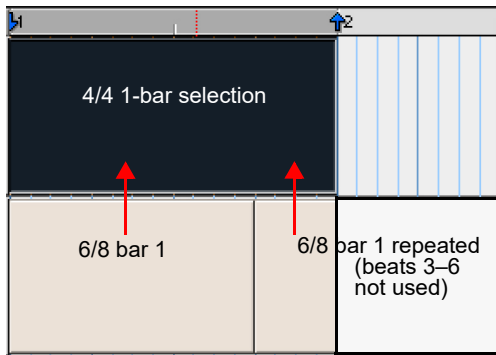 1 2
4/4 1-bar selection
6/8 bar 1
6/8 bar 1 repeated
(beats 3–6
not used)